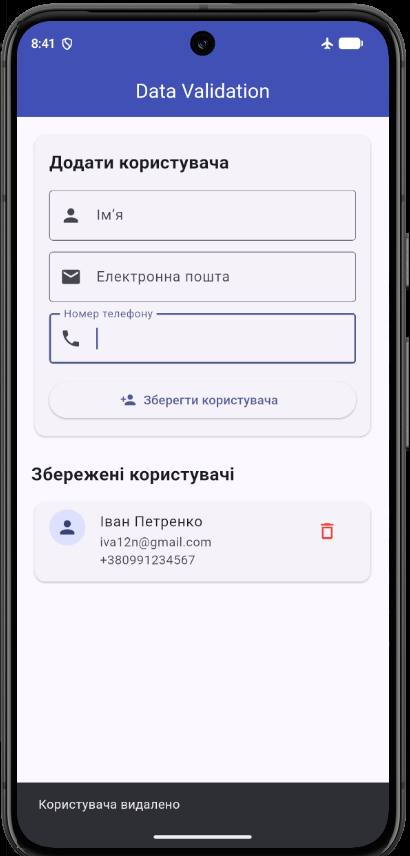 8:41
Data Validation
Додати користувача
Ім'я
Електронна пошта
Номер телефону
Зберегти користувача
Збережені користувачі
Іван Петренко
iva12n@gmail.com
+380991234567
Користувача видалено